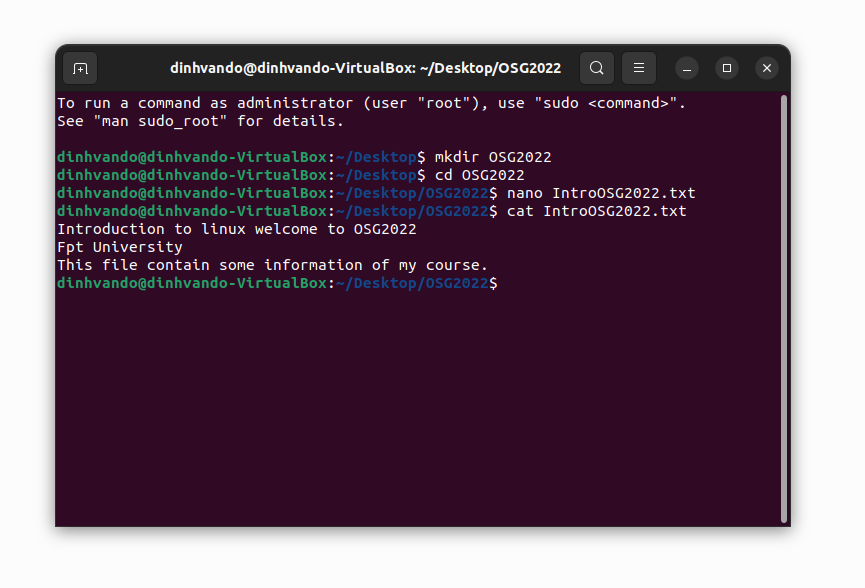 dinhvando@dinhvando-VirtualBox: ~/Desktop/OSG2022
To run a command as administrator (user "root"), use "sudo <command>".
See "man sudo_root" for details.
dinhvando@dinhvando-VirtualBox:~/Desktop$ mkdir OSG2022
dinhvando@dinhvando-VirtualBox:~/Desktop$ cd OSG2022
dinhvando@dinhvando-VirtualBox:~/Desktop/OSG2022$ nano IntroOSG2022.txt
dinhvando@dinhvando-VirtualBox:~/Desktop/OSG2022$ cat IntroOSG2022.txt
Introduction to linux welcome to OSG2022
Fpt University
This file contain some information of my course.
dinhvando@dinhvando-VirtualBox:~/Desktop/OSG2022$